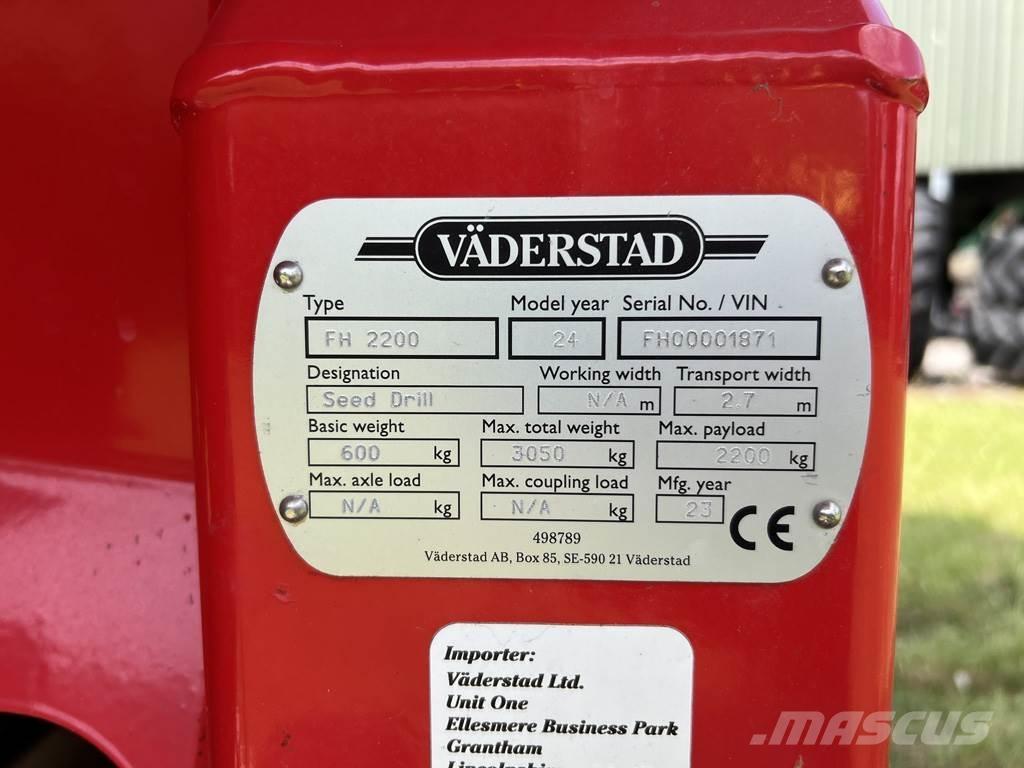 VÄDERSTAD
Type Model year Serial No. / VIN
FH 2200 24 FH00001871
Designation Working width Transport width
Seed Drill N/A m 2.7 m
Basic weight Max. total weight Max. payload
600 kg 3050 kg 2200 kg
Max. axle load Max. coupling load Mfg. year
N/A kg N/A kg 23 CE
498789
Väderstad AB, Box 85, SE-590 21 Väderstad
Importer:
Väderstad Ltd.
Unit One
Ellesmere Business Park
Grantham
MASCUS